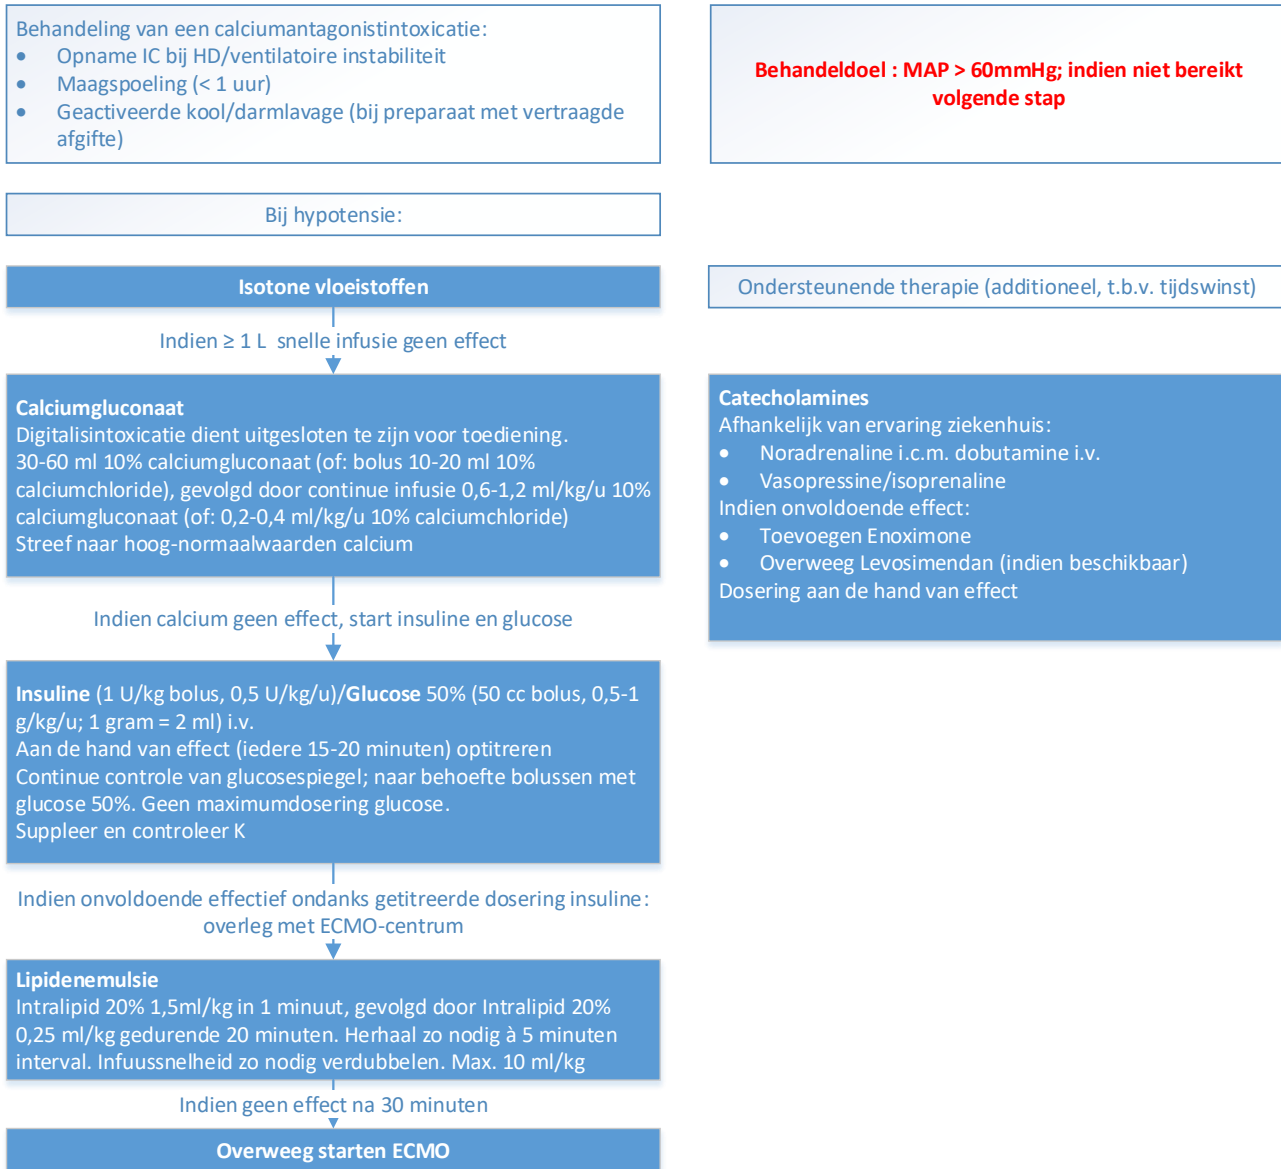 Behandeling van een calciumantagonistintoxicatie:
• Opname IC bij HD/ventilatoire instabiliteit
• Maagspoeling (< 1 uur)
• Geactiveerde kool/darmlavage (bij preparaat met vertraagde
afgifte)
Behandeldoel : MAP > 60mmHg; indien niet bereikt
volgende stap
Bij hypotensie:
Isotone vloeistoffen
Ondersteunende therapie (additioneel, t.b.v. tijdswinst)
Indien ≥ 1 L snelle infusie geen effect
Calciumgluconaat
Digitalisintoxicatie dient uitgesloten te zijn voor toediening.
30-60 ml 10% calciumgluconaat (of: bolus 10-20 ml 10%
calciumchloride), gevolgd door continue infusie 0,6-1,2 ml/kg/u 10%
calciumgluconaat (of: 0,2-0,4 ml/kg/u 10% calciumchloride)
Streef naar hoog-normaalwaarden calcium
Catecholamines
Afhankelijk van ervaring ziekenhuis:
• Noradrenaline i.c.m. dobutamine i.v.
• Vasopressine/isoprenaline
Indien onvoldoende effect:
• Toevoegen Enoximone
• Overweeg Levosimendan (indien beschikbaar)
Dosering aan de hand van effect
Indien calcium geen effect, start insuline en glucose
Insuline (1 U/kg bolus, 0,5 U/kg/u)/Glucose 50% (50 cc bolus, 0,5-1
g/kg/u; 1 gram = 2 ml) i.v.
Aan de hand van effect (iedere 15-20 minuten) optitreren
Continue controle van glucosespiegel; naar behoefte bolussen met
glucose 50%. Geen maximumdosering glucose.
Suppleer en controleer K
Indien onvoldoende effectief ondanks getitreerde dosering insuline:
overleg met ECMO-centrum
Lipidenemulsie
Intralipid 20% 1,5ml/kg in 1 minuut, gevolgd door Intralipid 20%
0,25 ml/kg gedurende 20 minuten. Herhaal zo nodig à 5 minuten
interval. Infuussnelheid zo nodig verdubbelen. Max. 10 ml/kg
Indien geen effect na 30 minuten
Overweeg starten ECMO